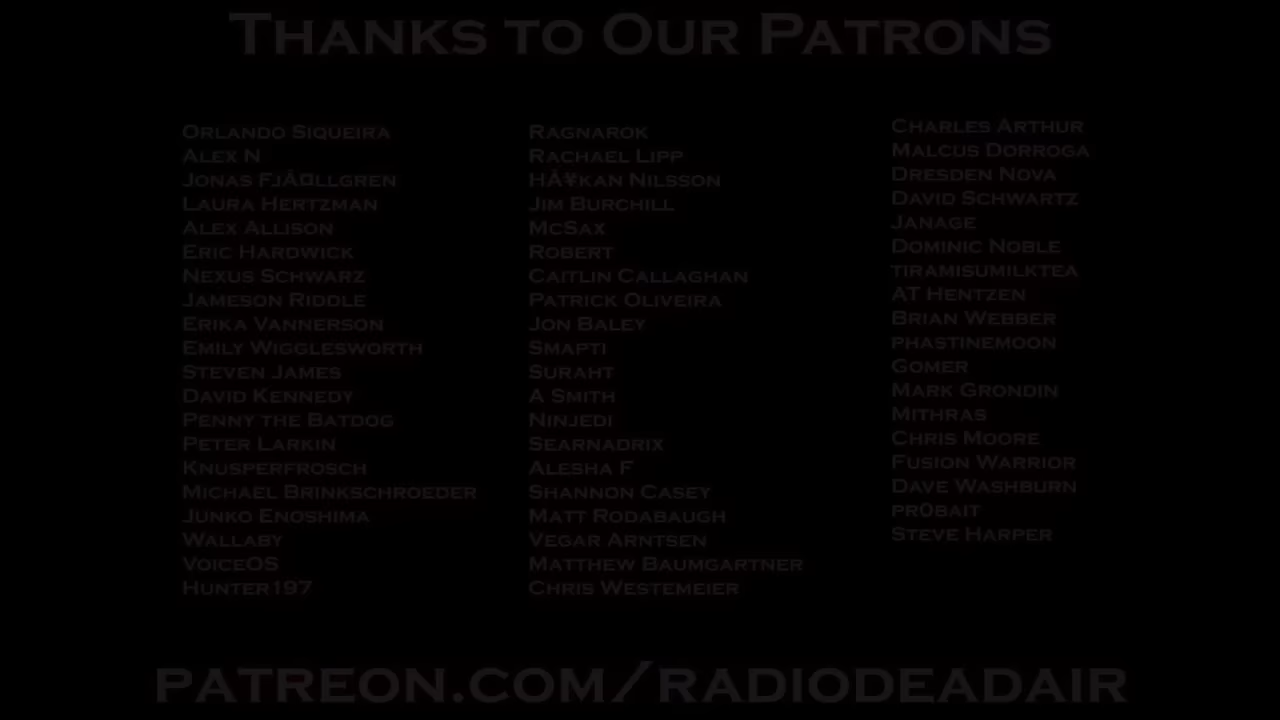 Thanks to Our Patrons
Orlando Siqueira
Alex N
Jonas FjÃ¤llgren
Laura Hertzman
Alex Allison
Eric Hardwick
Nexus Schwarz
Jameson Riddle
Erika Vannerson
Emily Wigglesworth
Steven James
David Kennedy
Penny the Batdog
Peter Larkin
Knusperfrosch
Michael Brinkschroeder
Junko Enoshima
Wallaby
VoiceOS
Hunter197
Ragnarok
Rachael Lipp
HÃ¥kan Nilsson
Jim Burchill
McSax
Robert
Caitlin Callaghan
Patrick Oliveira
Jon Baley
Smapti
Suraht
A Smith
Ninjedi
Searnadrix
Alesha F
Shannon Casey
Matt Rodabaugh
Vegar Arntsen
Matthew Baumgartner
Chris Westemeier
Charles Arthur
Malcus Dorroga
Dresden Nova
David Schwartz
Janage
Dominic Noble
tiramisumilktea
AT Hentzen
Brian Webber
phastinemoon
Gomer
Mark Grondin
Mithras
Chris Moore
Fusion Warrior
Dave Washburn
pr0bait
Steve Harper
patreon.com/radiodeadair